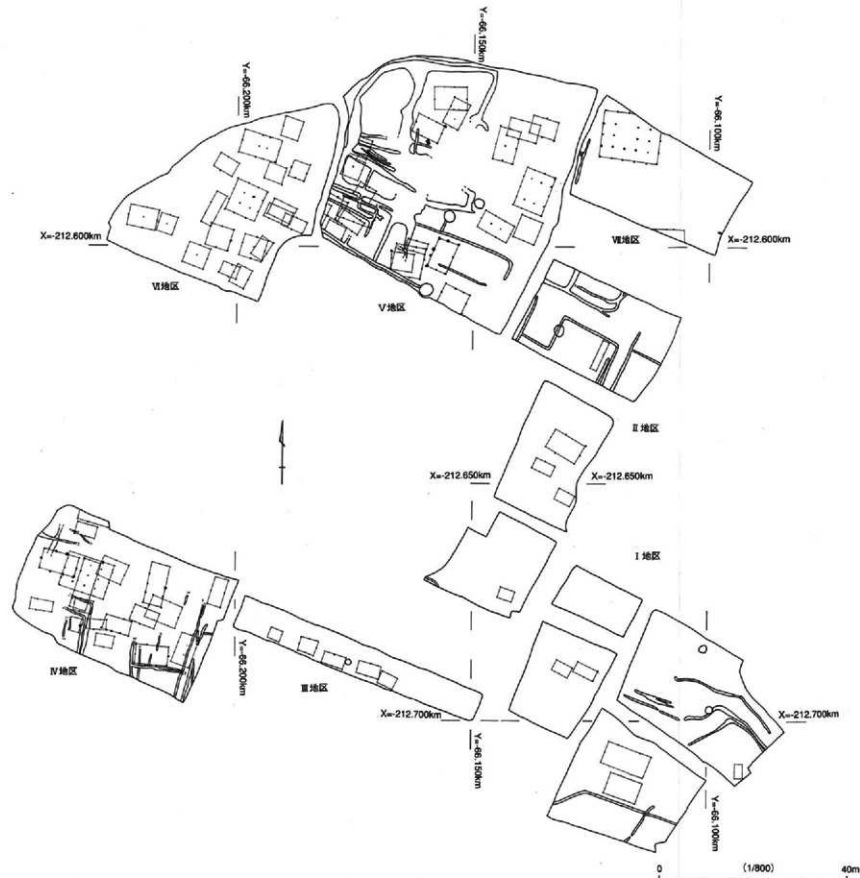 Y=-66.150km
Y=-66.200km
Y=-66.100km
X=-212.600km
Ⅶ地区
X=-212.600km
Ⅵ地区
Ⅴ地区
Ⅱ地区
X=-212.650km
X=-212.650km
Ⅰ地区
Ⅳ地区
Y=-66.200km
Ⅲ地区
X=-212.700km
X=-212.700km
Y=-66.150km
Y=-66.100km
0
(1/800)
40m